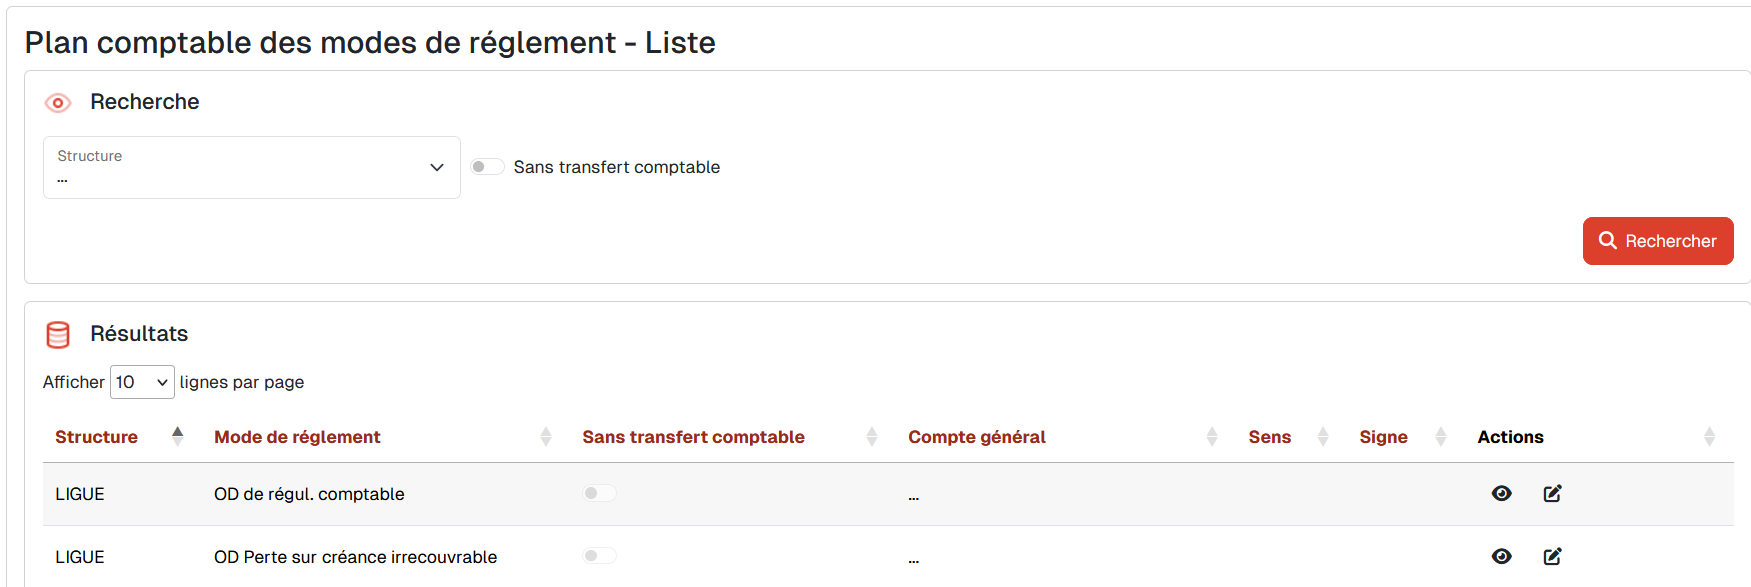 Plan comptable des modes de réglement - Liste
Recherche
Structure
...
Sans transfert comptable
Rechercher
Résultats
Afficher 10 lignes par page
Structure Mode de réglement Sans transfert comptable Compte général Sens Signe Actions
LIGUE OD de régul. comptable ...
LIGUE OD Perte sur créance irrecouvrable ...